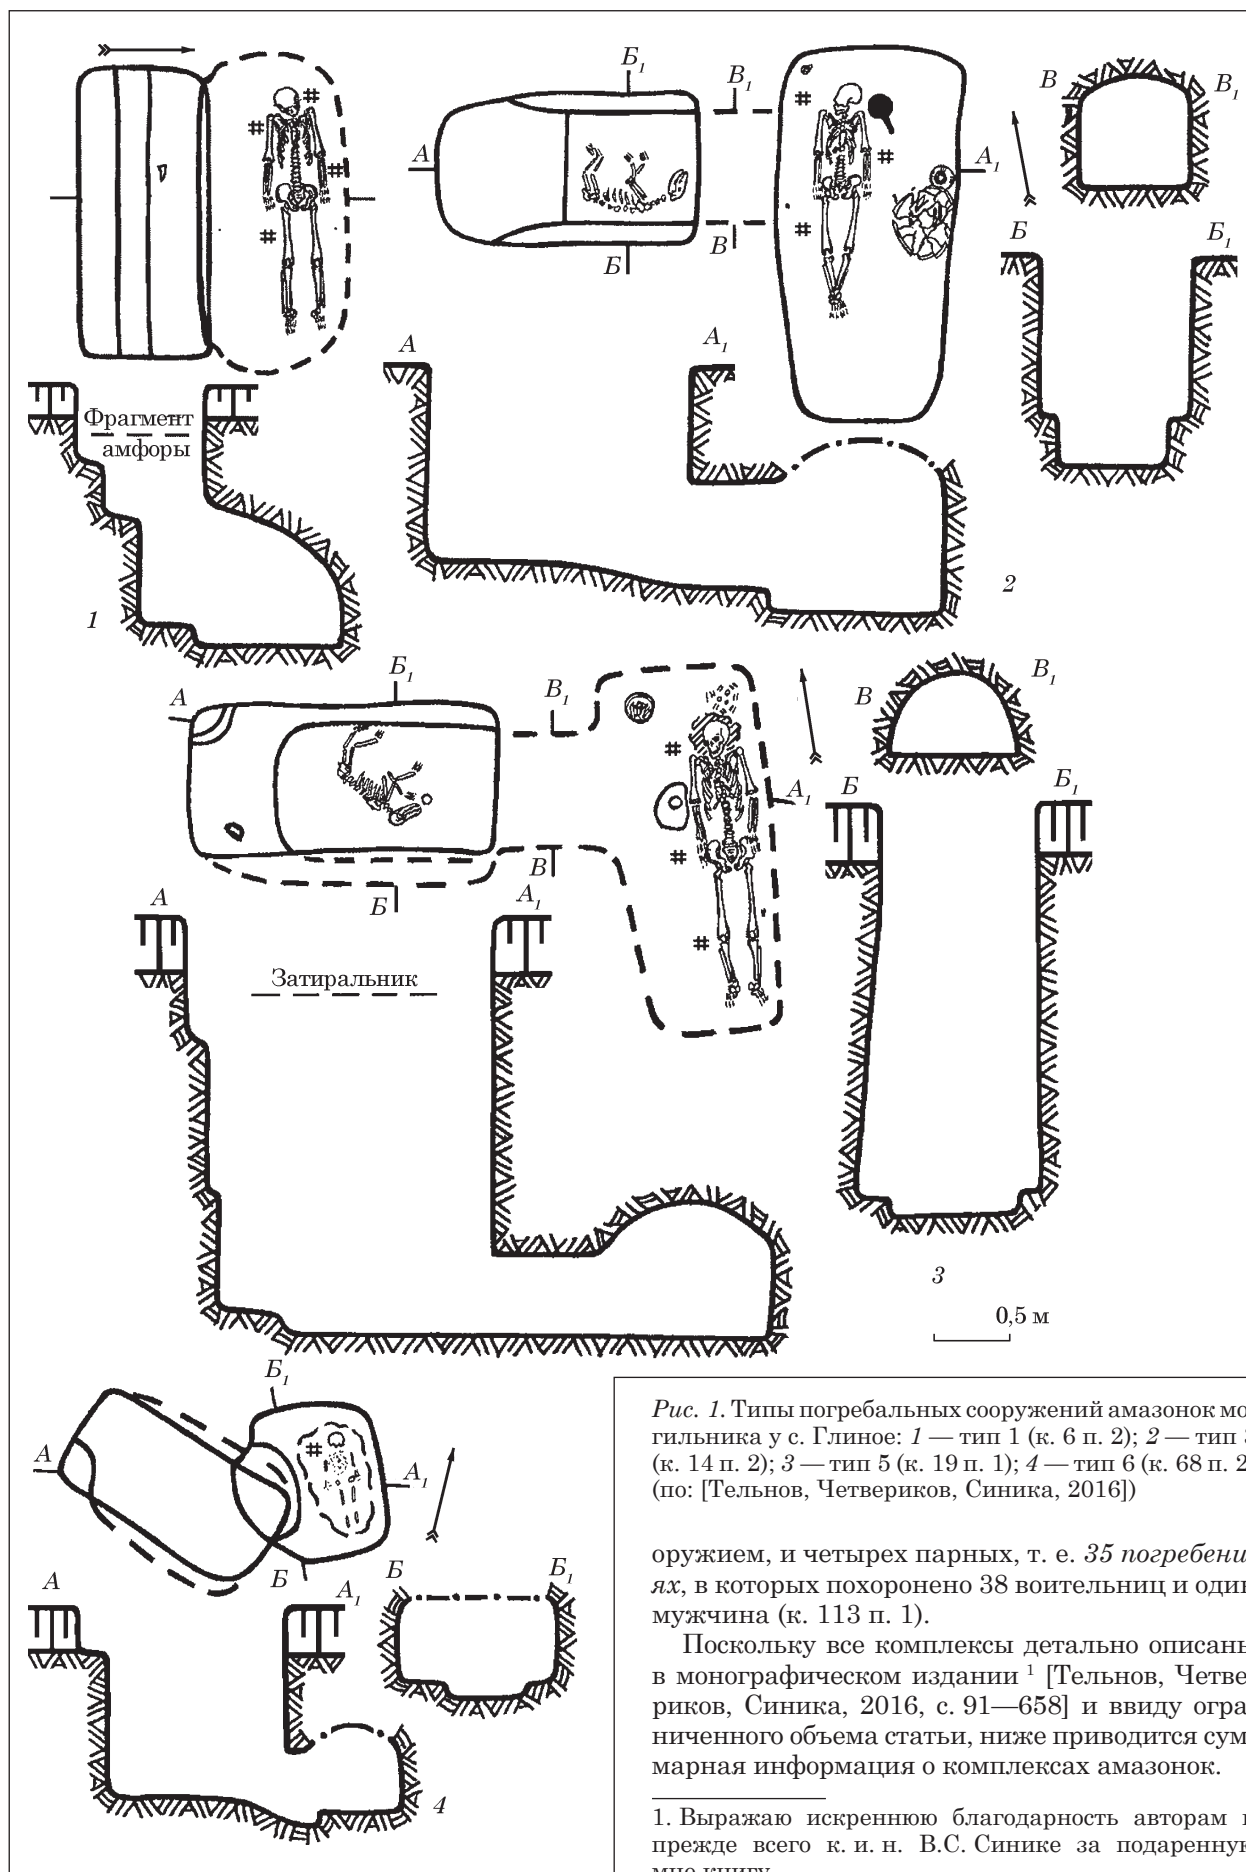 Б₁
В₁
А
А₁
В
Б
В
В₁
Б
Б₁
А
А₁
Фрагмент
амфоры
1
2
Б₁
А
В₁
А₁
В
Б
В
В₁
Б
Б₁
А
А₁
Затиральник
3
0,5 м
Б₁
А
А₁
Б
А
А₁
Б
Б₁
4
Рис. 1. Типы погребальных сооружений амазонок мо-
гильника у с. Глиное: 1 — тип 1 (к. 6 п. 2); 2 — тип
(к. 14 п. 2); 3 — тип 5 (к. 19 п. 1); 4 — тип 6 (к. 68 п. 2
(по: [Тельнов, Четвериков, Синика, 2016])
оружием, и четырех парных, т. е. 35 погребени-
ях, в которых похоронено 38 воительниц и один
мужчина (к. 113 п. 1).
Поскольку все комплексы детально описаны
в монографическом издании ¹ [Тельнов, Четве-
риков, Синика, 2016, с. 91—658] и ввиду огра-
ниченного объема статьи, ниже приводится сум-
марная информация о комплексах амазонок.
1. Выражаю искреннюю благодарность авторам и
прежде всего к. и. н. В.С. Синике за подаренную
мне книгу